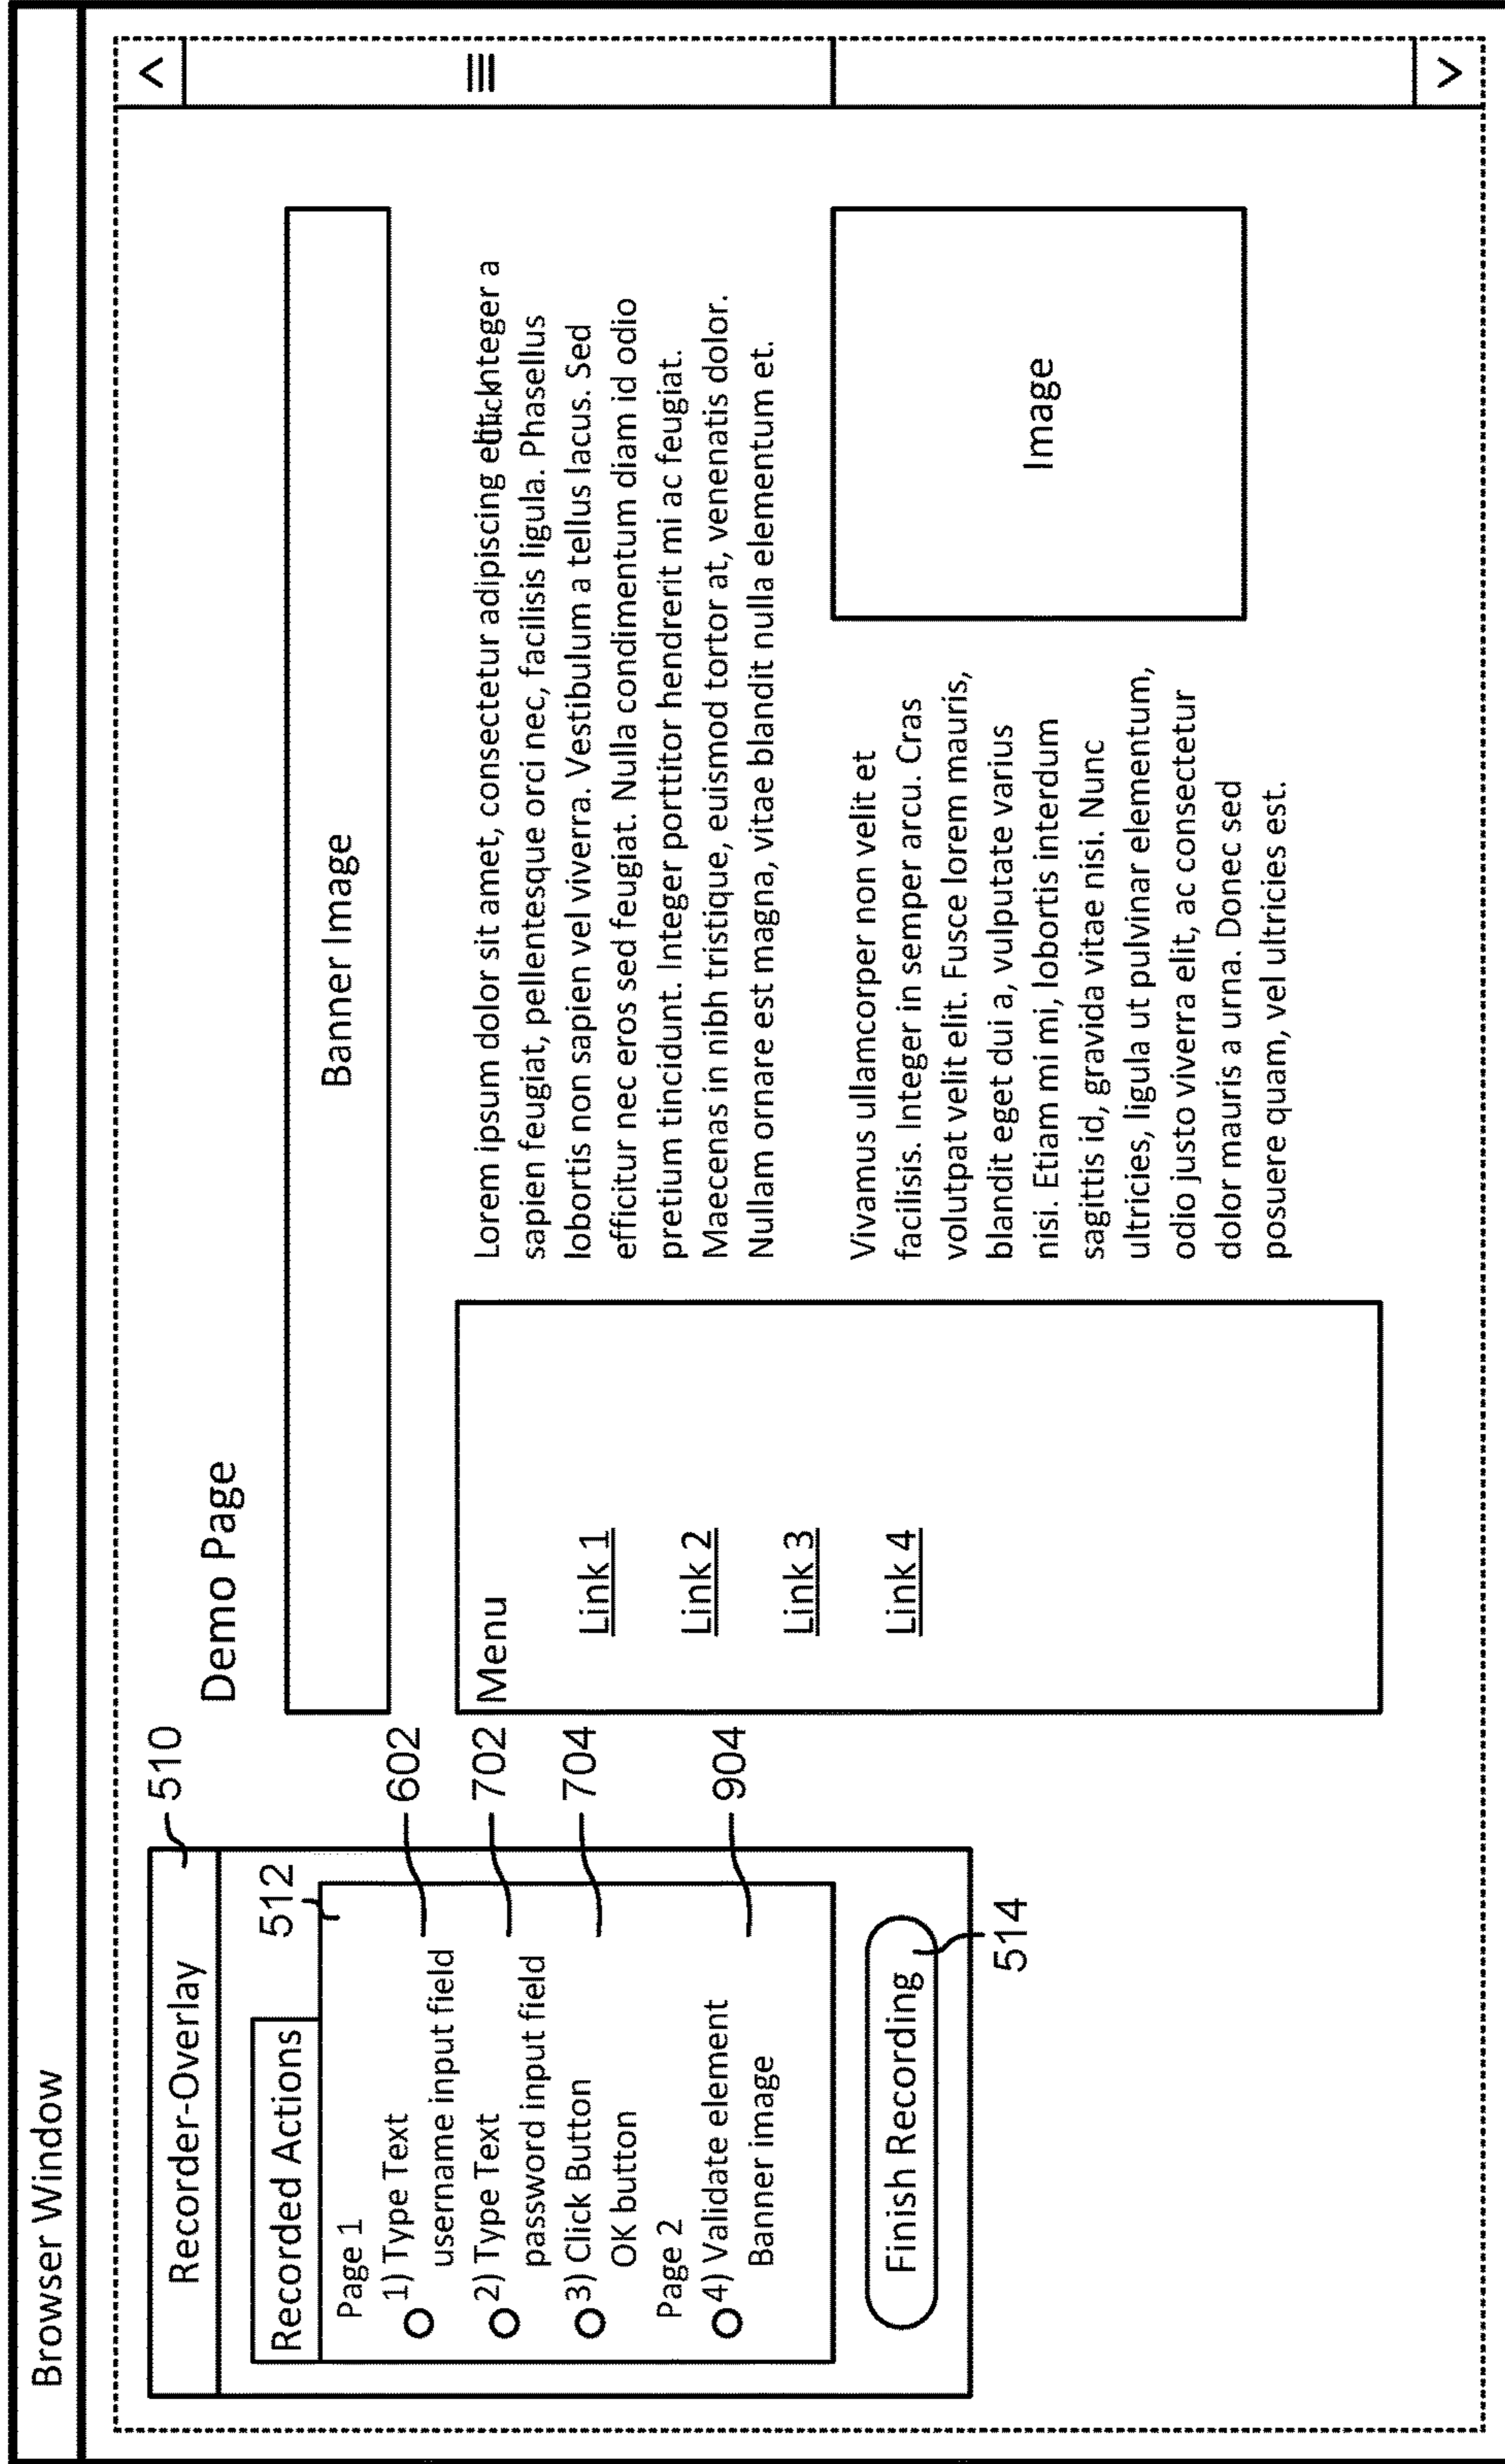 Browser Window
Recorder-Overlay
510
Recorded Actions
512
Page 1
1) Type Text
username input field
602
2) Type Text
password input field
702
3) Click Button
OK button
704
Page 2
4) Validate element
Banner image
904
Finish Recording
514
Demo Page
Banner Image
Menu
Link 1
Link 2
Link 3
Link 4
Lorem ipsum dolor sit amet, consectetur adipiscing nteger a
sapien feugiat, pellentesque orci nec, facilisis ligula. Phasellus
lobortis non sapien vel viverra. Vestibulum a tellus lacus. Sed
efficitur nec eros sed feugiat. Nulla condimentum diam id odio
pretium tincidunt. Integer porttitor hendrerit mi ac feugiat.
Maecenas in nibh tristique, euismod tortor at, venenatis dolor.
Nullam ornare est magna, vitae blandit nulla elementum et.
Vivamus ullamcorper non velit et
facilisis. Integer in semper arcu. Cras
volutpat velit elit. Fusce lorem mauris,
blandit eget dui a, vulputate varius
nisi. Etiam mi mi, lobortis interdum
sagittis id, gravida vitae nisi. Nunc
ultricies, ligula ut pulvinar elementum,
odio justo viverra elit, ac consectetur
dolor mauris a urna. Donec sed
posuere quam, vel ultricies est.
Image